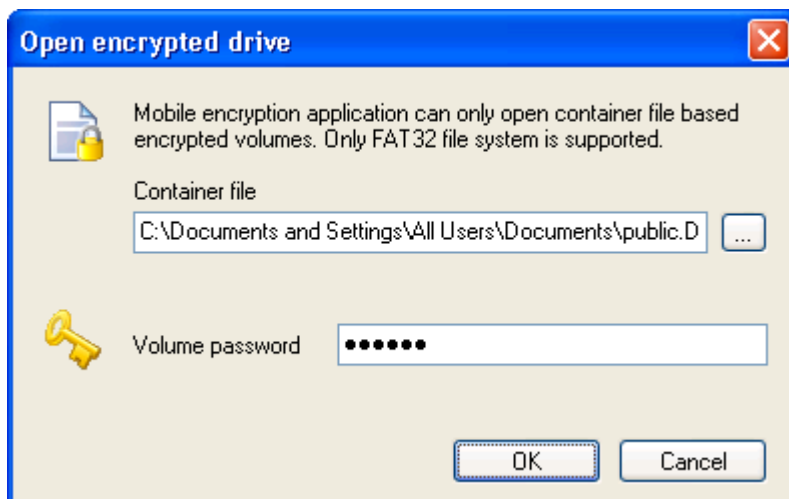 Open encrypted drive
Mobile encryption application can only open container file based
encrypted volumes. Only FAT32 file system is supported.
Container file
C:\Documents and Settings\All Users\Documents\public.D
...
Volume password
●●●●●●
OK
Cancel